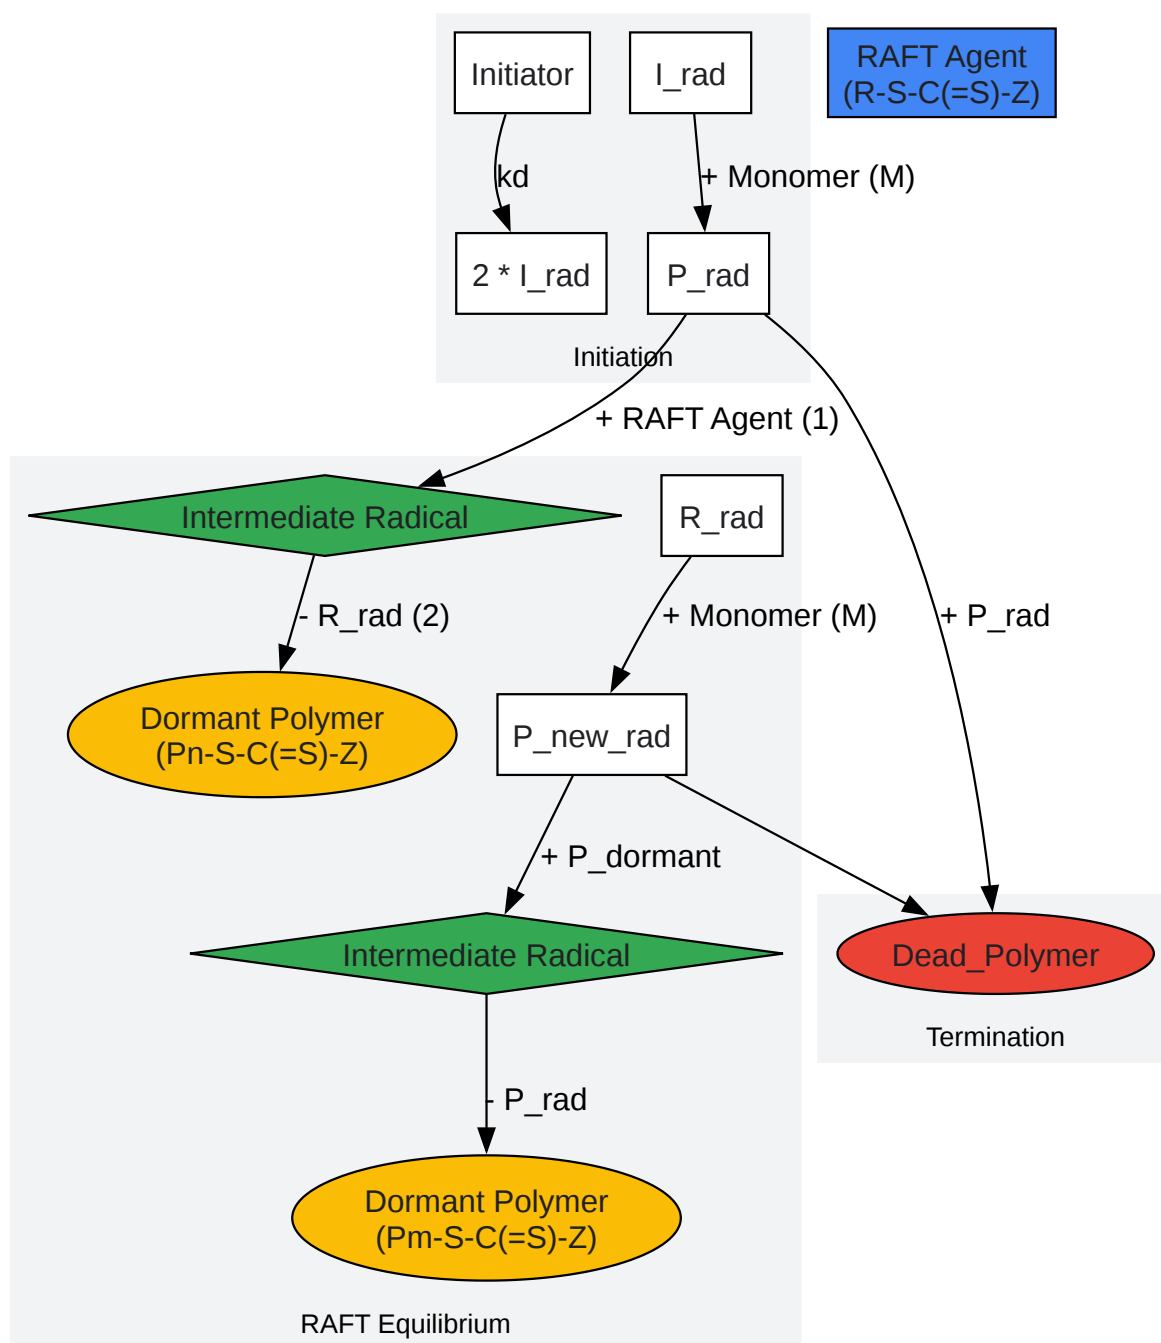 Initiator
I_rad
RAFT Agent
(R-S-C(=S)-Z)
kd
+ Monomer (M)
2 * I_rad
P_rad
Initiation
+ RAFT Agent (1)
Intermediate Radical
R_rad
- R_rad (2)
+ Monomer (M)
+ P_rad
Dormant Polymer
(Pn-S-C(=S)-Z)
P_new_rad
+ P_dormant
Intermediate Radical
Dead_Polymer
Termination
- P_rad
Dormant Polymer
(Pm-S-C(=S)-Z)
RAFT Equilibrium